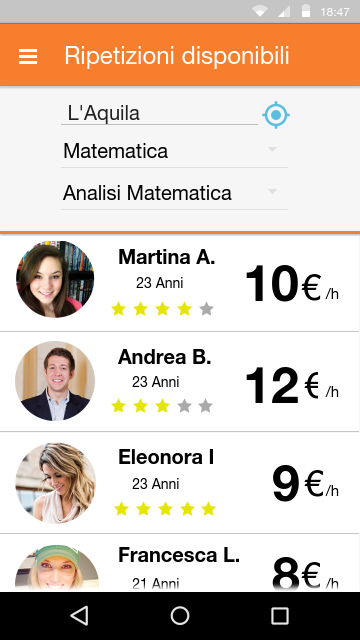 18:47
Ripetizioni disponibili
L'Aquila
Matematica
Analisi Matematica
Martina A.
23 Anni
10€/h
Andrea B.
23 Anni
12€/h
Eleonora I
23 Anni
9€/h
Francesca L.
21 Anni
8€/h